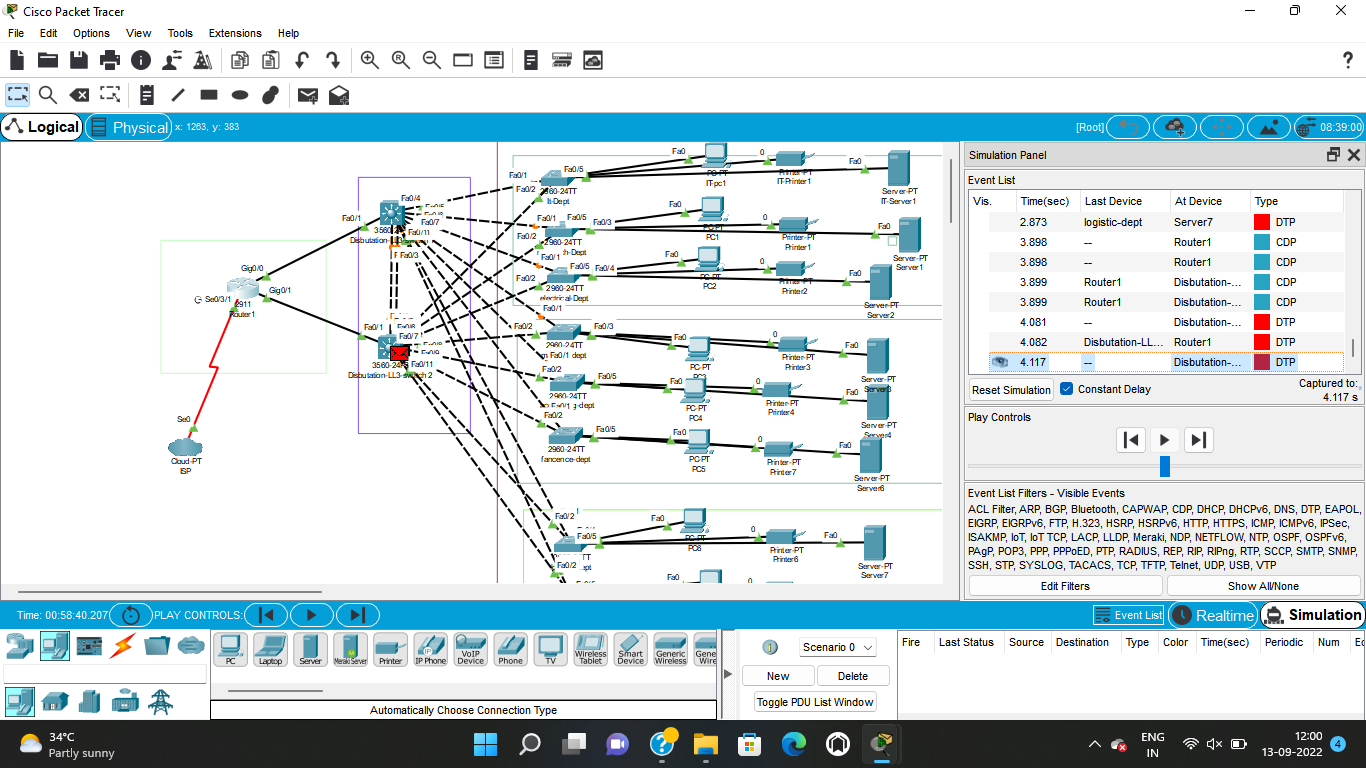 Cisco Packet Tracer
File Edit Options View Tools Extensions Help
Logical Physical x: 1263, y: 383 [Root] 08:39:00
Fa0/4
Fa0/1
Fa0/7
Fa0/11
Fa0/3
Gig0/0
Gig0/1
Se0/3/1
2911
Router1
Se0
Cloud-PT
ISP
Fa0/1
Fa0/7
Fa0/11
Disbutation-LL3-switch 2
Fa0/1
Fa0/2
Fa0/5
2960-24TT
It-Dept
Fa0
PC-PT
IT-pc1
0
Printer-PT
IT-Printer1
Fa0
Server-PT
IT-Server1
Fa0/5
Fa0/3
Fa0/2
2960-24TT
Fa0
PC-PT
PC1
0
Printer-PT
Printer1
Fa0
Server-PT
Server1
Fa0/1
Fa0/5
Fa0/4
Fa0/2
2960-24TT
electrical-Dept
Fa0
PC-PT
PC2
0
Printer-PT
Printer2
Fa0
Server-PT
Server2
Fa0/1
Fa0/2
Fa0/3
2960-24TT
Fa0
PC-PT
0
Printer-PT
Printer3
Fa0
Server-PT
Fa0/2
Fa0/5
2960-24TT
Fa0
PC-PT
PC4
0
Printer-PT
Printer4
Fa0
Server-PT
Server4
Fa0/2
Fa0/5
2960-24TT
fancence-dept
Fa0
PC-PT
PC5
0
Printer-PT
Printer7
Fa0
Server-PT
Server6
Fa0/2
Fa0/5
Fa0/2
Fa0
PC-PT
PC6
0
Printer-PT
Printer6
Fa0
Server-PT
Server7
Simulation Panel
Event List
Vis. Time(sec) Last Device At Device Type
2.873 logistic-dept Server7 DTP
3.898 -- Router1 CDP
3.898 -- Router1 CDP
3.899 Router1 Disbutation-... CDP
3.899 Router1 Disbutation-... CDP
4.081 -- Disbutation-... DTP
4.082 Disbutation-LL... Router1 DTP
4.117 -- Disbutation-... DTP
Reset Simulation Constant Delay Captured to:
4.117 s
Play Controls
Event List Filters - Visible Events
ACL Filter, ARP, BGP, Bluetooth, CAPWAP, CDP, DHCP, DHCPv6, DNS, DTP, EAPOL,
EIGRP, EIGRPv6, FTP, H.323, HSRP, HSRPv6, HTTP, HTTPS, ICMP, ICMPv6, IPSec,
ISAKMP, IoT, IoT TCP, LACP, LLDP, Meraki, NDP, NETFLOW, NTP, OSPF, OSPFv6,
PAgP, POP3, PPP, PPPoED, PTP, RADIUS, REP, RIP, RIPng, RTP, SCCP, SMTP, SNMP,
SSH, STP, SYSLOG, TACACS, TCP, TFTP, Telnet, UDP, USB, VTP
Edit Filters Show All/None
Time: 00:58:40.207 PLAY CONTROLS: Event List Realtime Simulation
PC Laptop Server Meraki Server Printer IP Phone VoIP Device Phone TV Wireless Tablet Smart Device Generic Wireless
Automatically Choose Connection Type
Scenario 0
New Delete
Toggle PDU List Window
Fire Last Status Source Destination Type Color Time(sec) Periodic Num
34°C
Partly sunny
ENG
IN
12:00
13-09-2022
4